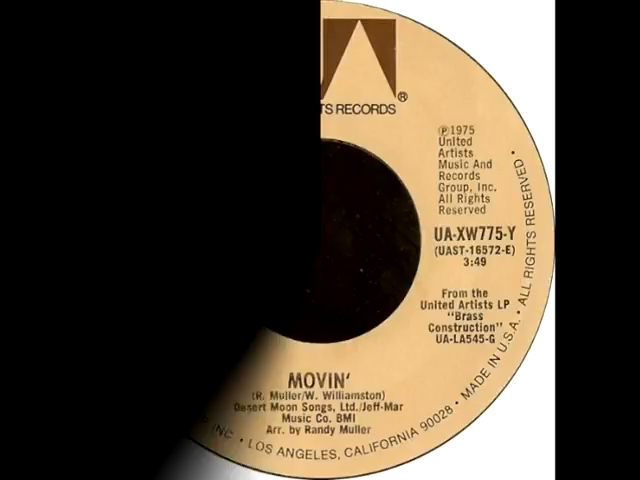 TS RECORDS
®
℗1975
United
Artists
Music And
Records
Group, Inc.
All Rights
Reserved
UA-XW775-Y
(UAST-16572-E)
3:49
From the
United Artists LP
"Brass
Construction"
UA-LA545-G
MOVIN'
(R. Muller/W. Williamston)
Desert Moon Songs, Ltd./Jeff-Mar
Music Co. BMI
Arr. by Randy Muller
INC • LOS ANGELES, CALIFORNIA 90028 • MADE IN U.S.A. • ALL RIGHTS RESERVED •